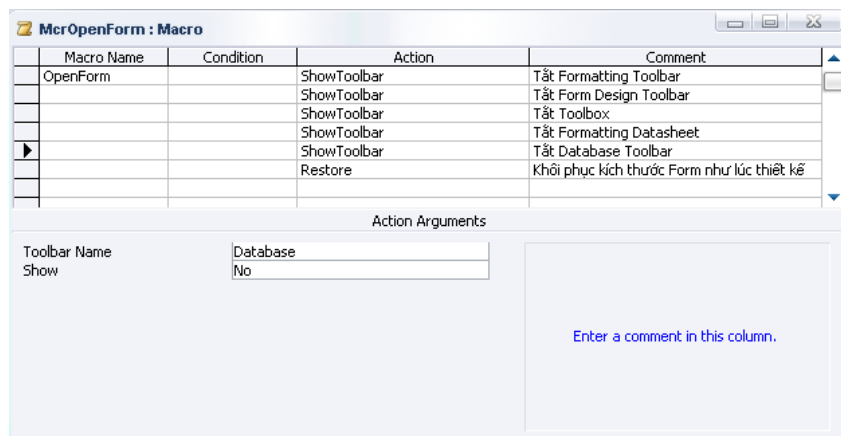 McrOpenForm : Macro
Macro Name Condition Action Comment
OpenForm ShowToolbar Tắt Formatting Toolbar
ShowToolbar Tắt Form Design Toolbar
ShowToolbar Tắt Toolbox
ShowToolbar Tắt Formatting Datasheet
ShowToolbar Tắt Database Toolbar
Restore Khôi phục kích thước Form như lúc thiết kế
Action Arguments
Toolbar Name Database
Show No
Enter a comment in this column.